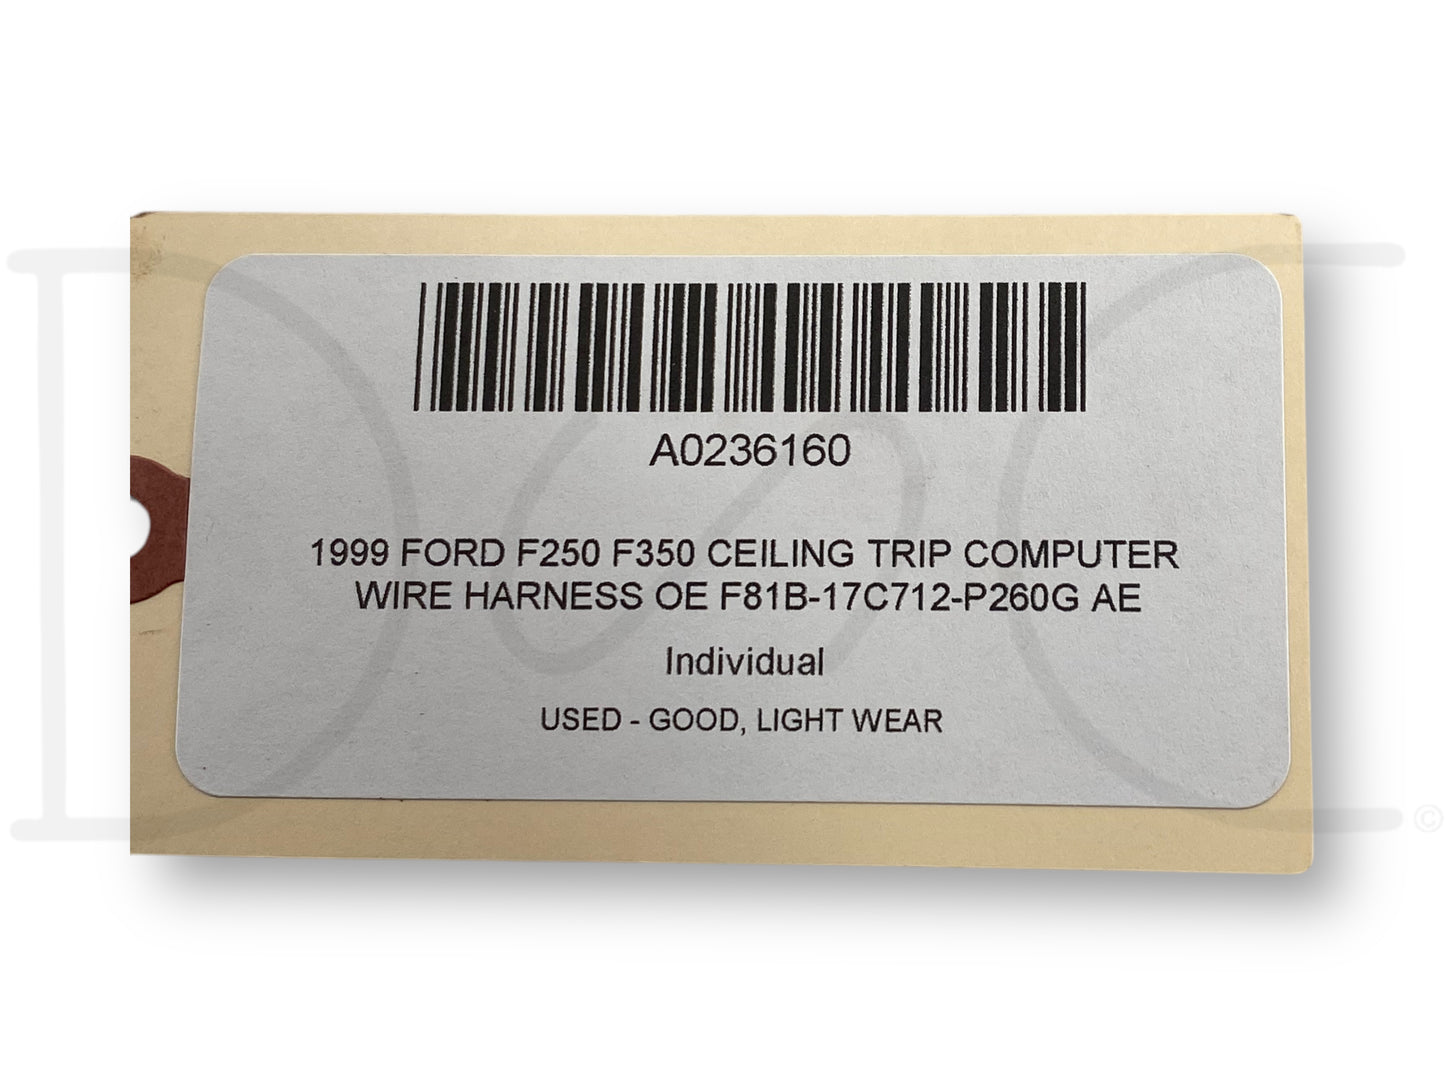 A0236160
1999 FORD F250 F350 CEILING TRIP COMPUTER
WIRE HARNESS OE F81B-17C712-P260G AE
Individual
USED - GOOD, LIGHT WEAR
©